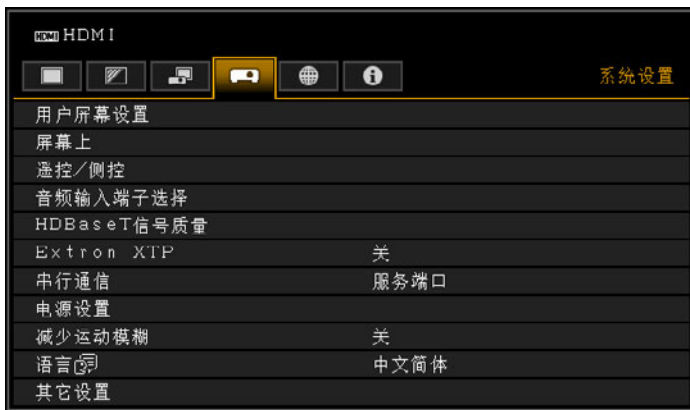 HDMI HDMI
系统设置
用户屏幕设置
屏幕上
遥控/侧控
音频输入端子选择
HDBaseT信号质量
Extron XTP 关
串行通信 服务端口
电源设置
减少运动模糊 关
语言 中文简体
其它设置